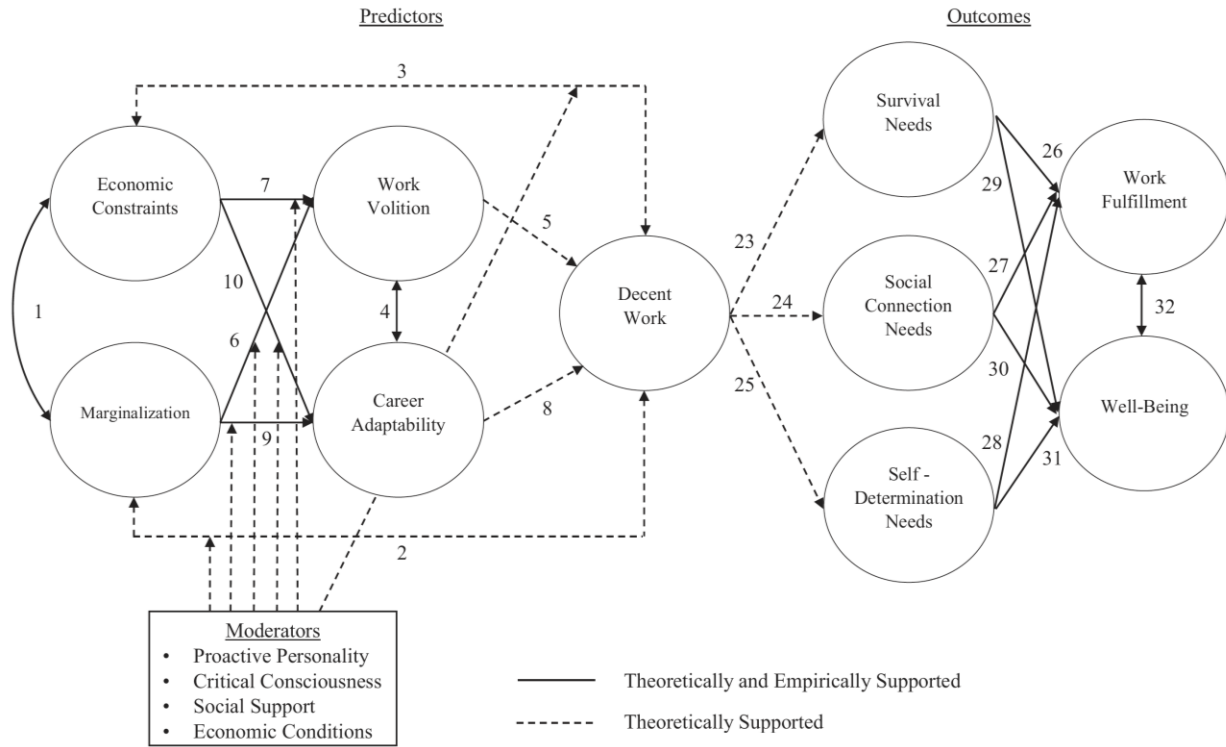 Predictors
Outcomes
3
Survival
Needs
Economic
Constraints
7
Work
Volition
26
29
Work
Fulfillment
5
23
10
27
1
4
Decent
Work
24
Social
Connection
Needs
32
6
30
25
Marginalization
9
Career
Adaptability
8
28
Well-Being
31
Self -
Determination
Needs
2
Moderators
• Proactive Personality
• Critical Consciousness
• Social Support
• Economic Conditions
Theoretically and Empirically Supported
Theoretically Supported